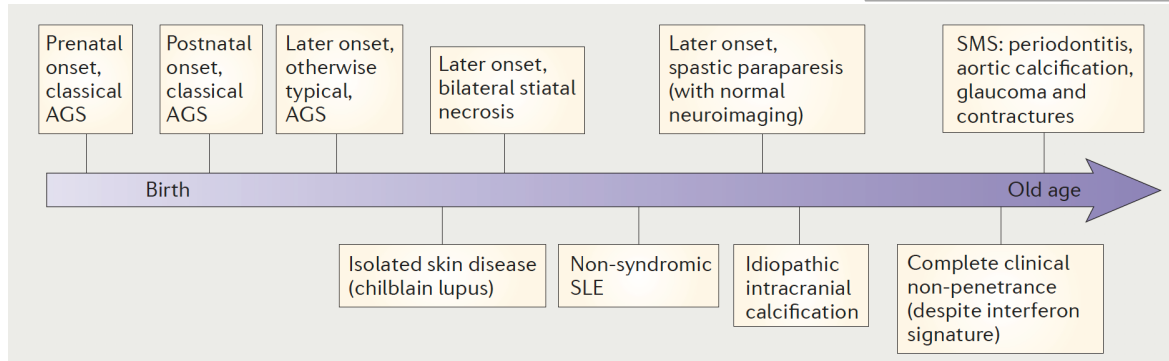 Prenatal
onset,
classical
AGS
Postnatal
onset,
classical
AGS
Later onset,
otherwise
typical,
AGS
Later onset,
bilateral stiatal
necrosis
Later onset,
spastic paraparesis
(with normal
neuroimaging)
SMS: periodontitis,
aortic calcification,
glaucoma and
contractures
Birth
Old age
Isolated skin disease
(chilblain lupus)
Non-syndromic
SLE
Idiopathic
intracranial
calcification
Complete clinical
non-penetrance
(despite interferon
signature)